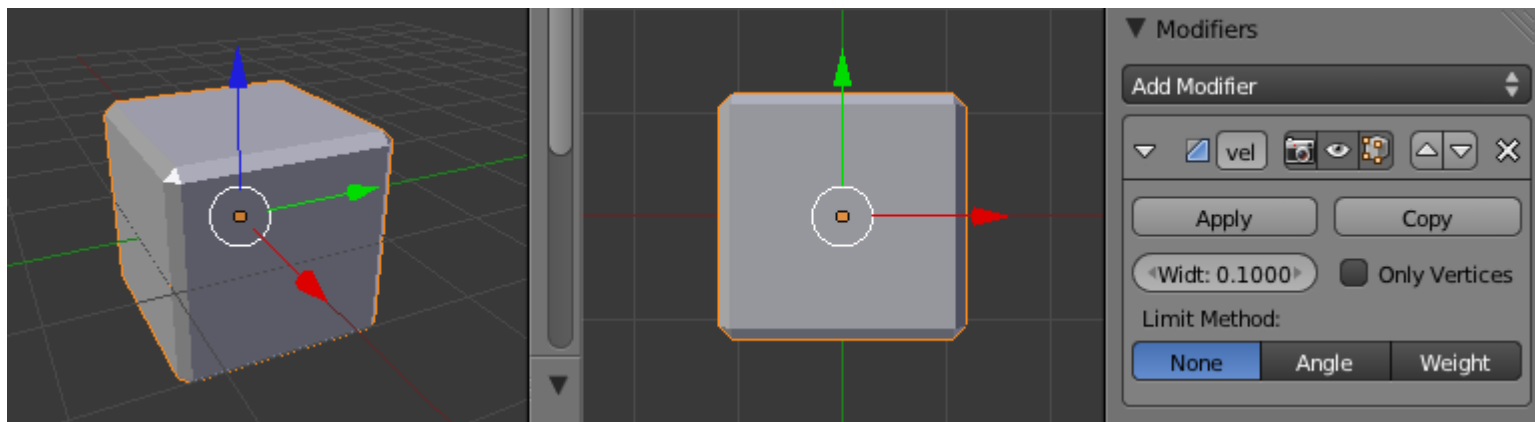 Modifiers
Add Modifier
vel
Apply
Copy
Widt: 0.1000
Only Vertices
Limit Method:
None
Angle
Weight